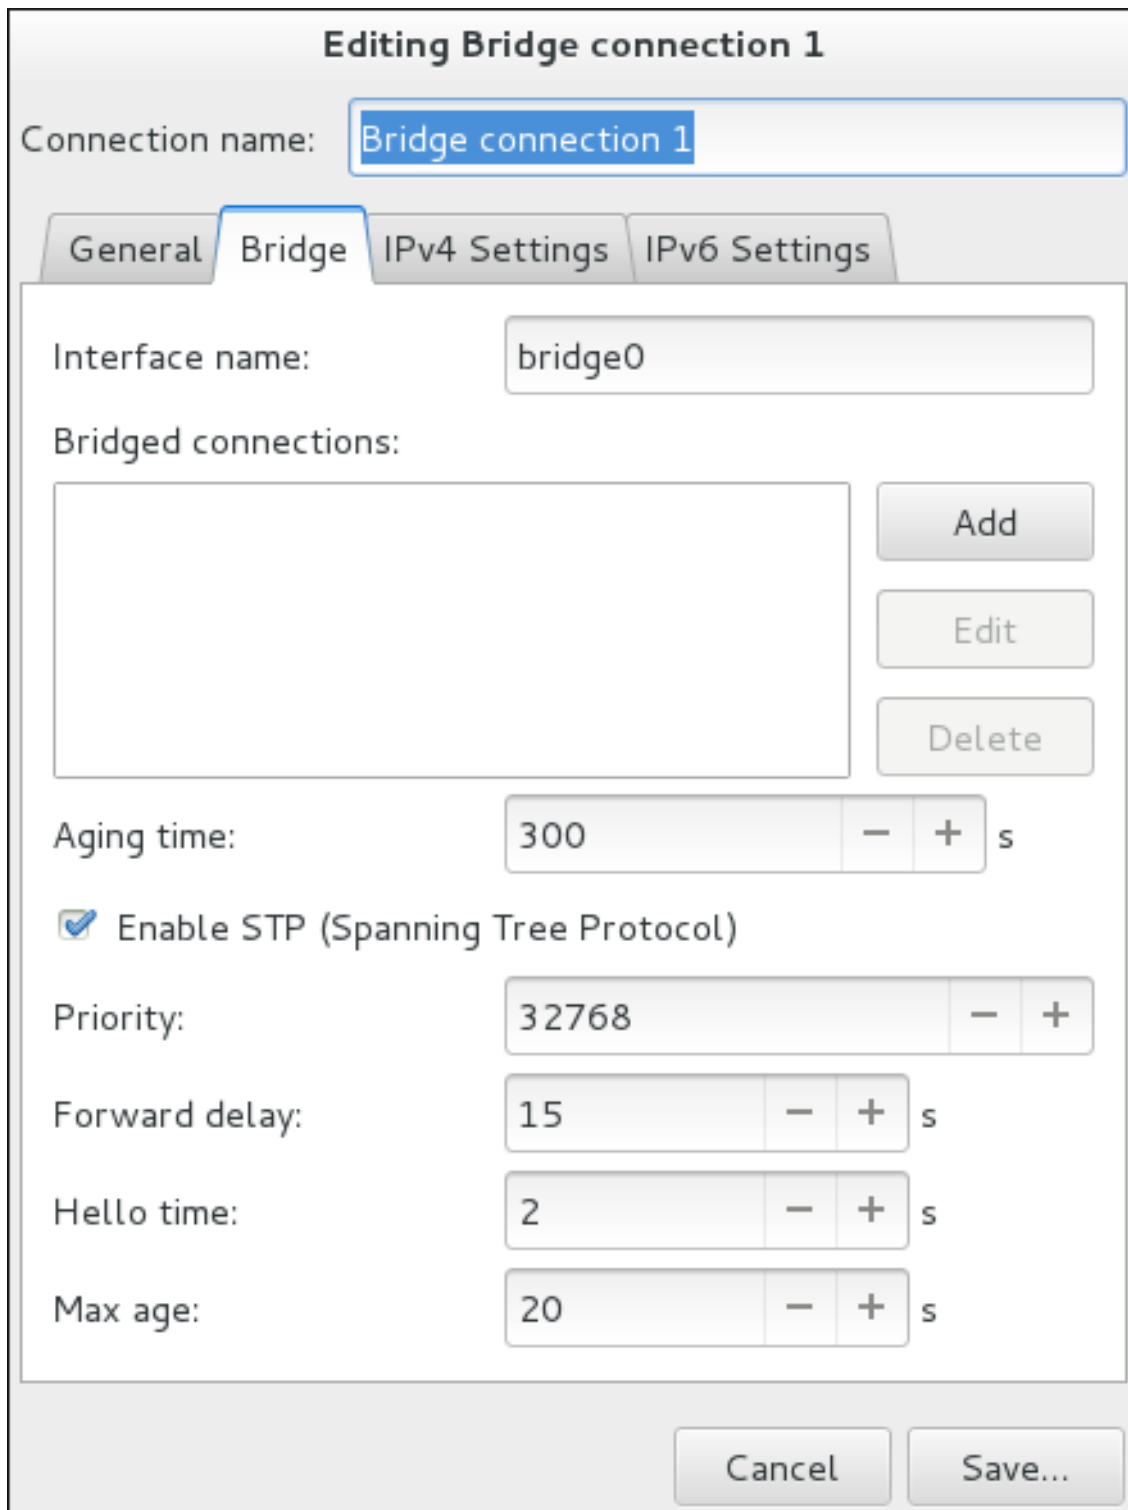 Editing Bridge connection 1
Connection name: Bridge connection 1
General Bridge IPv4 Settings IPv6 Settings
Interface name: bridge0
Bridged connections:
Add
Edit
Delete
Aging time: 300 − + s
Enable STP (Spanning Tree Protocol)
Priority: 32768 − +
Forward delay: 15 − + s
Hello time: 2 − + s
Max age: 20 − + s
Cancel Save...